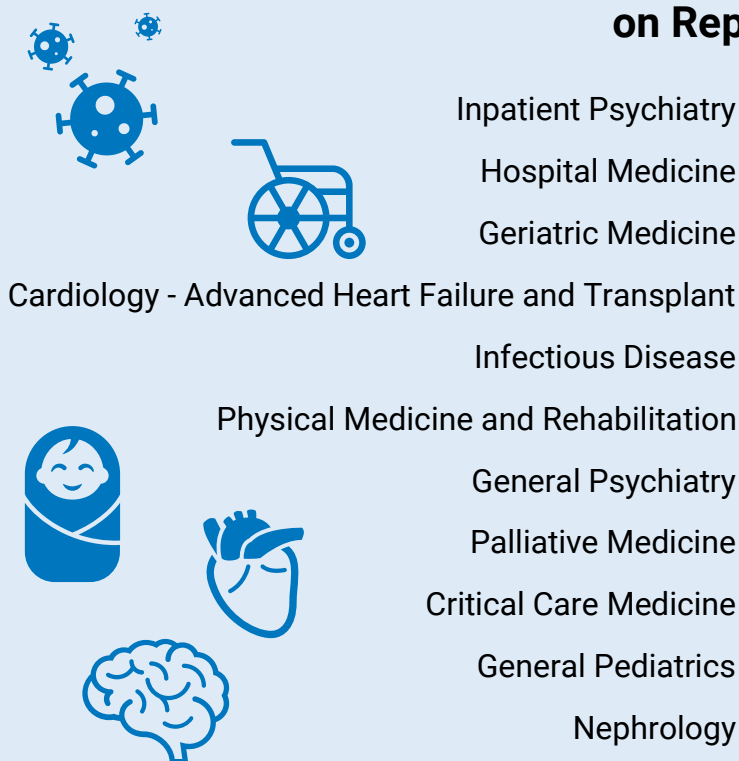 on Rep
Inpatient Psychiatry
Hospital Medicine
Geriatric Medicine
Cardiology - Advanced Heart Failure and Transplant
Infectious Disease
Physical Medicine and Rehabilitation
General Psychiatry
Palliative Medicine
Critical Care Medicine
General Pediatrics
Nephrology